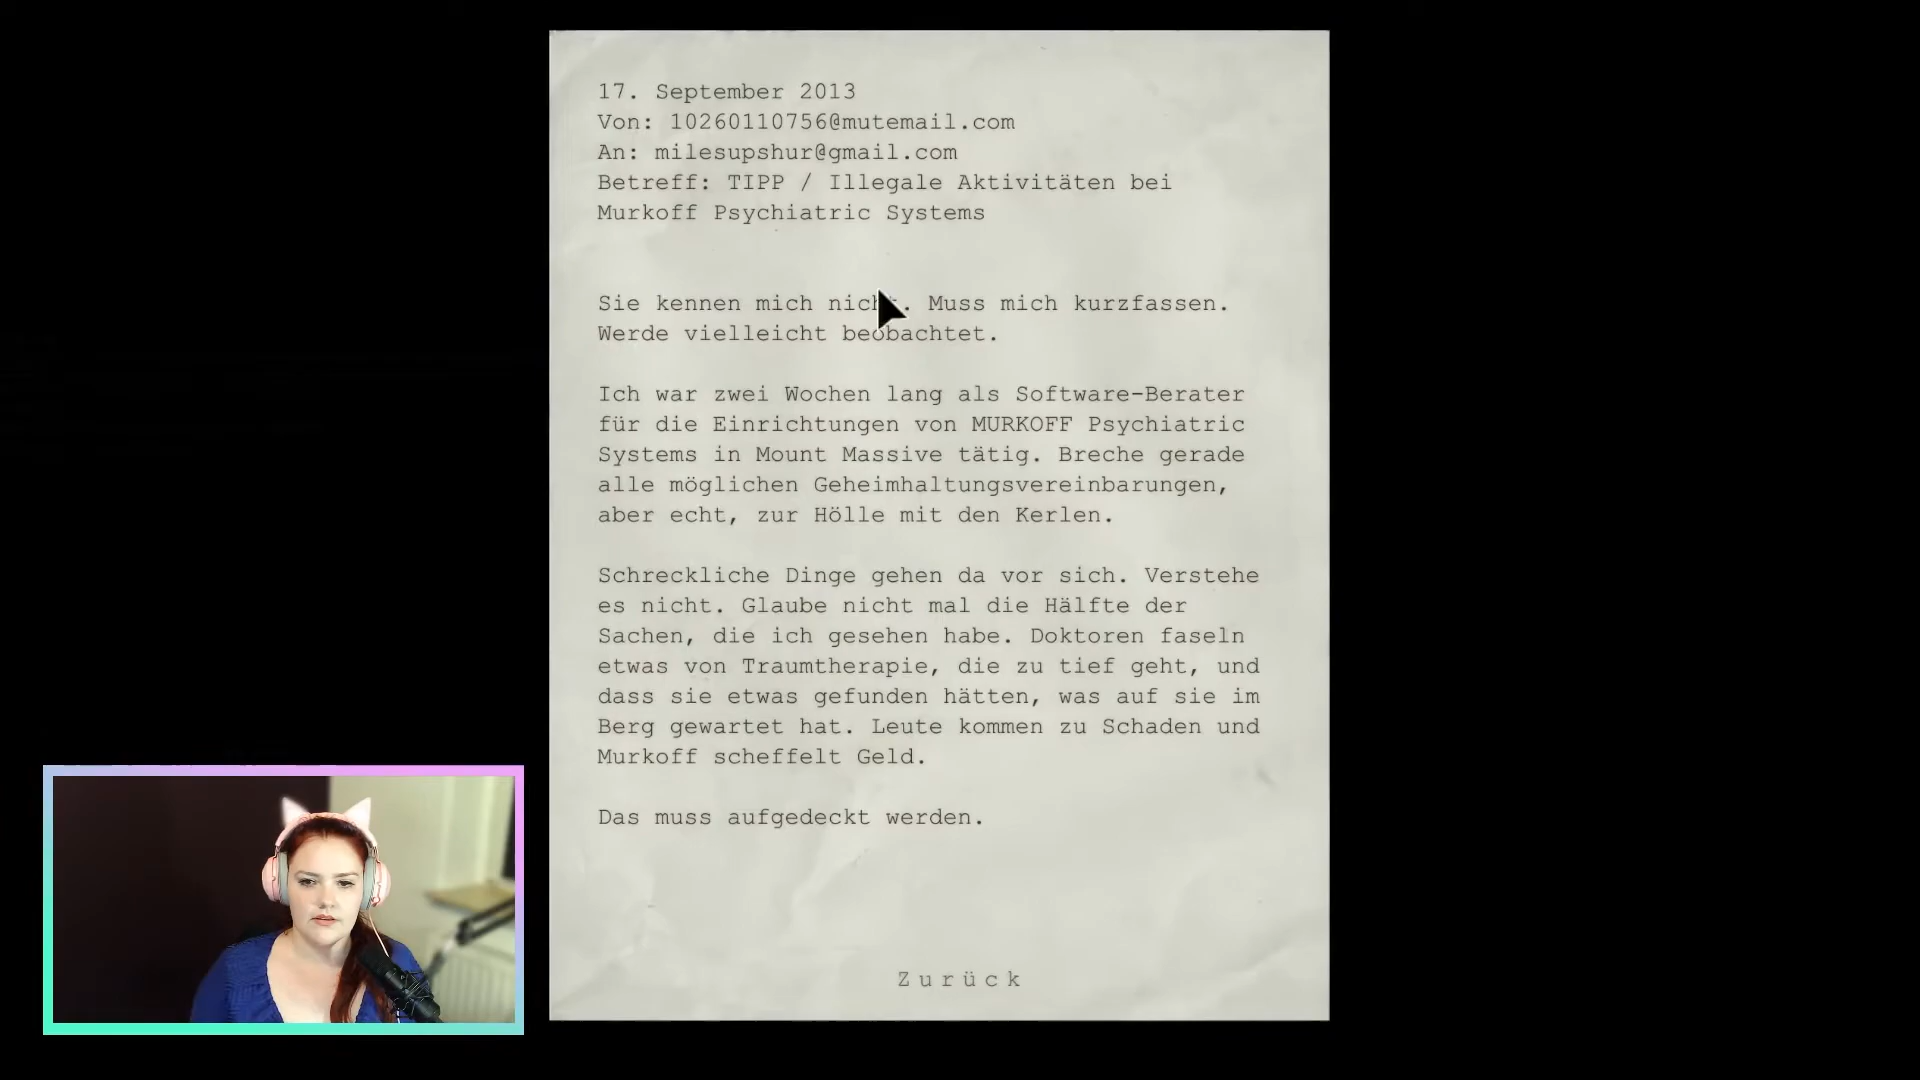 17. September 2013
Von: 10260110756@mutemail.com
An: milesupshur@gmail.com
Betreff: TIPP / Illegale Aktivitäten bei
Murkoff Psychiatric Systems
Sie kennen mich nicht. Muss mich kurzfassen.
Werde vielleicht beobachtet.
Ich war zwei Wochen lang als Software-Berater
für die Einrichtungen von MURKOFF Psychiatric
Systems in Mount Massive tätig. Breche gerade
alle möglichen Geheimhaltungsvereinbarungen,
aber echt, zur Hölle mit den Kerlen.
Schreckliche Dinge gehen da vor sich. Verstehe
es nicht. Glaube nicht mal die Hälfte der
Sachen, die ich gesehen habe. Doktoren faseln
etwas von Traumtherapie, die zu tief geht, und
dass sie etwas gefunden hätten, was auf sie im
Berg gewartet hat. Leute kommen zu Schaden und
Murkoff scheffelt Geld.
Das muss aufgedeckt werden.
Zurück